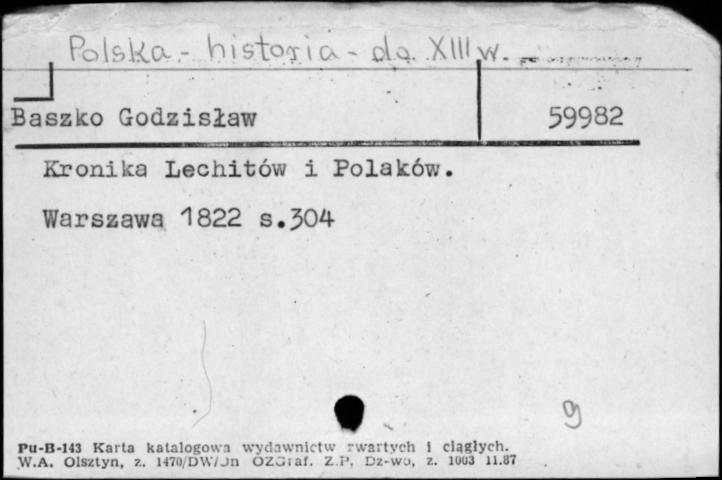 Polska - historia - do XIII w.
Baszko Godzisław 59982
Kronika Lechitów i Polaków.
Warszawa 1822 s.304
g
Pu-B-143 Karta katalogowa wydawnictw zwartych i ciągłych.
W.A. Olsztyn, z. 1470/DW/Jn OZGraf. Z.P. Dz-wo, z. 1003 11.87